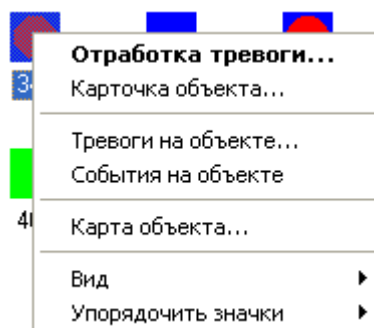 Отработка тревоги...
Карточка объекта...
Тревоги на объекте...
События на объекте
Карта объекта...
Вид
Упорядочить значки